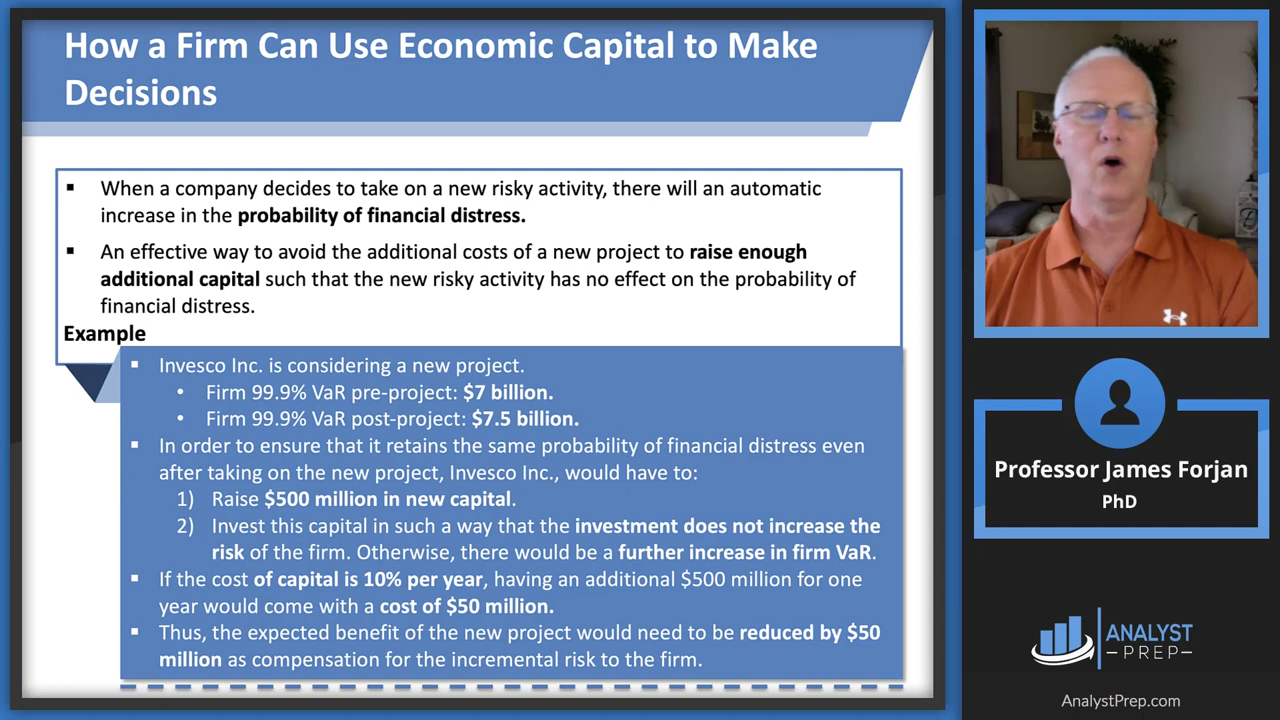 How a Firm Can Use Economic Capital to Make
Decisions
▪ When a company decides to take on a new risky activity, there will an automatic
increase in the probability of financial distress.
▪ An effective way to avoid the additional costs of a new project to raise enough
additional capital such that the new risky activity has no effect on the probability of
financial distress.
Example
▪ Invesco Inc. is considering a new project.
• Firm 99.9% VaR pre-project: $7 billion.
• Firm 99.9% VaR post-project: $7.5 billion.
▪ In order to ensure that it retains the same probability of financial distress even
after taking on the new project, Invesco Inc., would have to:
1) Raise $500 million in new capital.
2) Invest this capital in such a way that the investment does not increase the
risk of the firm. Otherwise, there would be a further increase in firm VaR.
▪ If the cost of capital is 10% per year, having an additional $500 million for one
year would come with a cost of $50 million.
▪ Thus, the expected benefit of the new project would need to be reduced by $50
million as compensation for the incremental risk to the firm.
Professor James Forjan
PhD
ANALYST
–PREP–
AnalystPrep.com